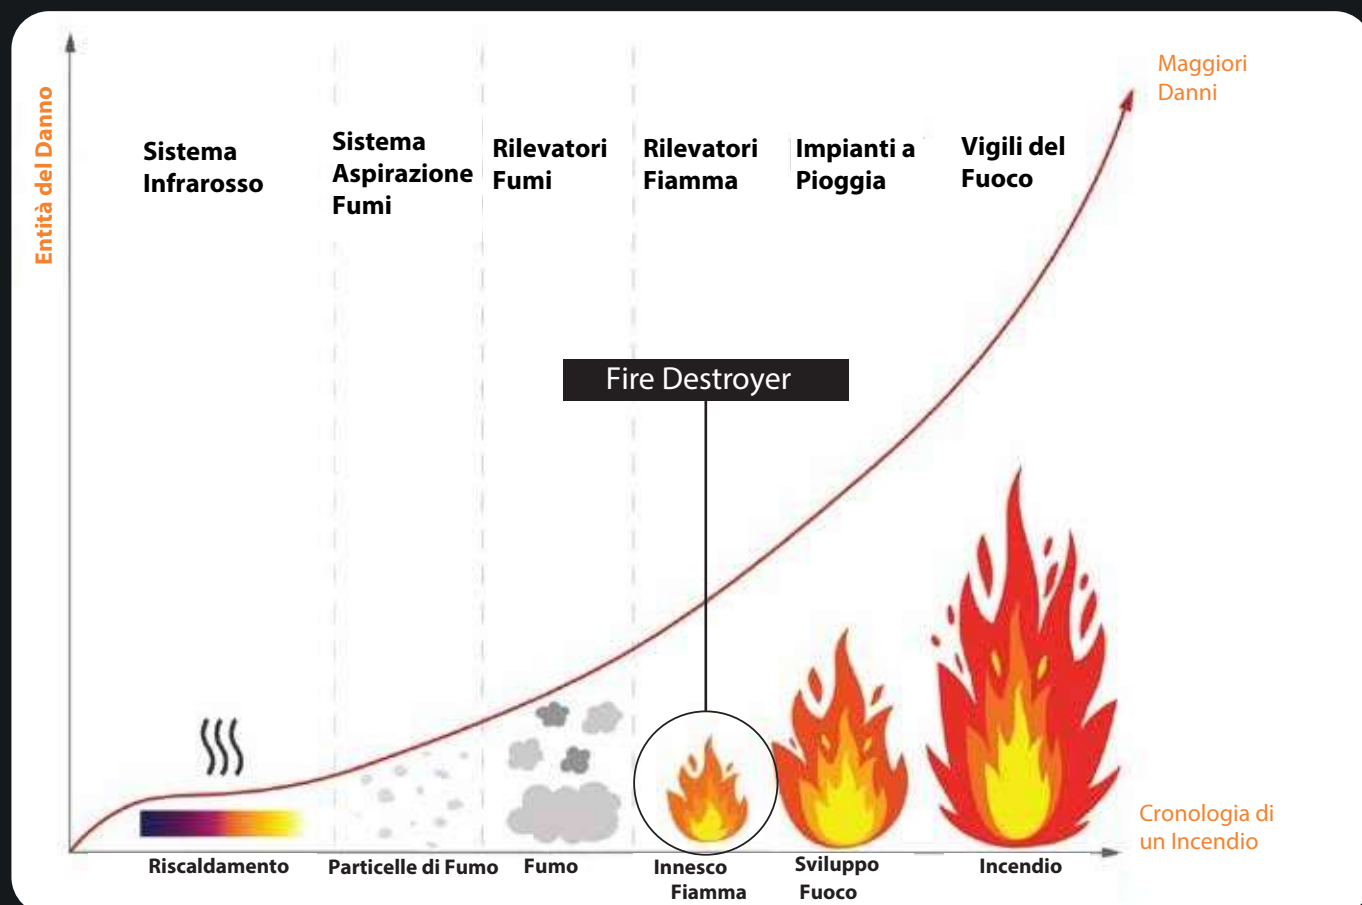 Maggiori
Danni
Entità del Danno
Sistema
Infrarosso
Sistema
Aspirazione
Fumi
Rilevatori
Fumi
Rilevatori
Fiamma
Impianti a
Pioggia
Vigili del
Fuoco
Fire Destroyer
Cronologia di
un Incendio
Riscaldamento
Particelle di Fumo
Fumo
Innesco
Fiamma
Sviluppo
Fuoco
Incendio